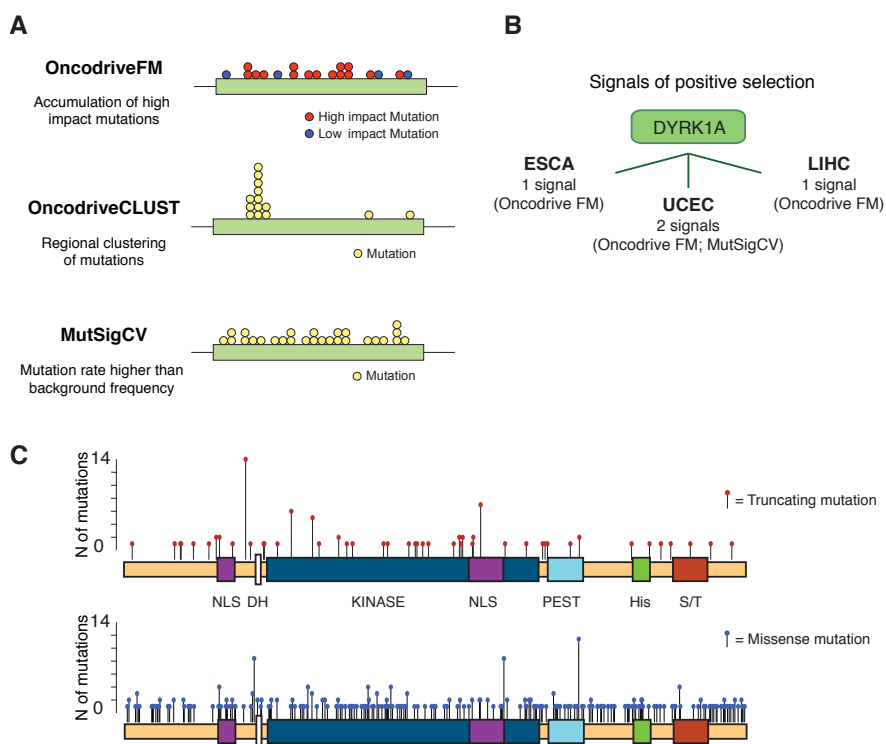 A
OncodriveFM
Accumulation of high
impact mutations
High impact Mutation
Low impact Mutation
OncodriveCLUST
Regional clustering
of mutations
Mutation
MutSigCV
Mutation rate higher than
background frequency
Mutation
B
Signals of positive selection
DYRK1A
ESCA
1 signal
(Oncodrive FM)
UCEC
2 signals
(Oncodrive FM; MutSigCV)
LIHC
1 signal
(Oncodrive FM)
C
N of mutations
14
0
= Truncating mutation
NLS DH KINASE NLS PEST His S/T
N of mutations
14
0
= Missense mutation